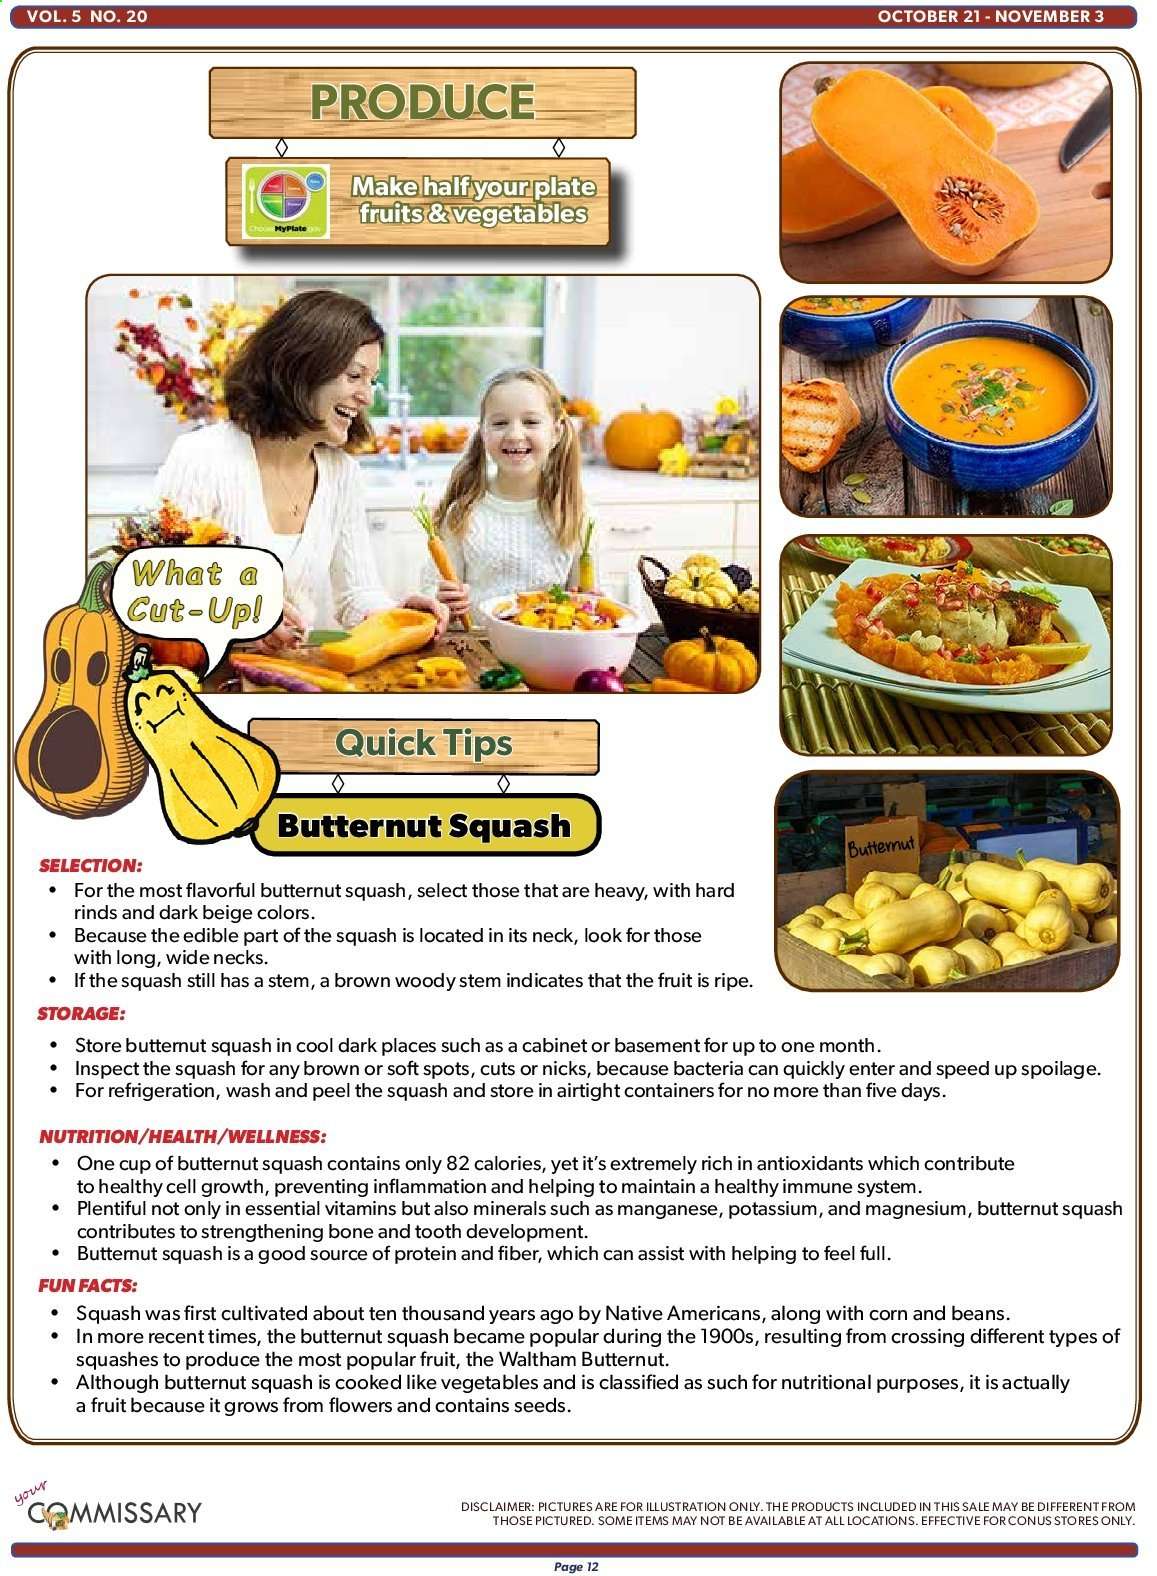 VOL. 5 NO. 20
OCTOBER 21 - NOVEMBER 3
PRODUCE
Make half your plate
fruits & vegetables
ChooseMyPlate.gov
What a
Cut-Up!
Quick Tips
Butternut Squash
Butternut
SELECTION:
• For the most flavorful butternut squash, select those that are heavy, with hard
rinds and dark beige colors.
• Because the edible part of the squash is located in its neck, look for those
with long, wide necks.
• If the squash still has a stem, a brown woody stem indicates that the fruit is ripe.
STORAGE:
• Store butternut squash in cool dark places such as a cabinet or basement for up to one month.
• Inspect the squash for any brown or soft spots, cuts or nicks, because bacteria can quickly enter and speed up spoilage.
• For refrigeration, wash and peel the squash and store in airtight containers for no more than five days.
NUTRITION/HEALTH/WELLNESS:
• One cup of butternut squash contains only 82 calories, yet it's extremely rich in antioxidants which contribute
to healthy cell growth, preventing inflammation and helping to maintain a healthy immune system.
• Plentiful not only in essential vitamins but also minerals such as manganese, potassium, and magnesium, butternut squash
contributes to strengthening bone and tooth development.
• Butternut squash is a good source of protein and fiber, which can assist with helping to feel full.
FUN FACTS:
• Squash was first cultivated about ten thousand years ago by Native Americans, along with corn and beans.
• In more recent times, the butternut squash became popular during the 1900s, resulting from crossing different types of
squashes to produce the most popular fruit, the Waltham Butternut.
• Although butternut squash is cooked like vegetables and is classified as such for nutritional purposes, it is actually
a fruit because it grows from flowers and contains seeds.
your
COMMISSARY
DISCLAIMER: PICTURES ARE FOR ILLUSTRATION ONLY. THE PRODUCTS INCLUDED IN THIS SALE MAY BE DIFFERENT FROM
THOSE PICTURED. SOME ITEMS MAY NOT BE AVAILABLE AT ALL LOCATIONS. EFFECTIVE FOR CONUS STORES ONLY.
Page 12